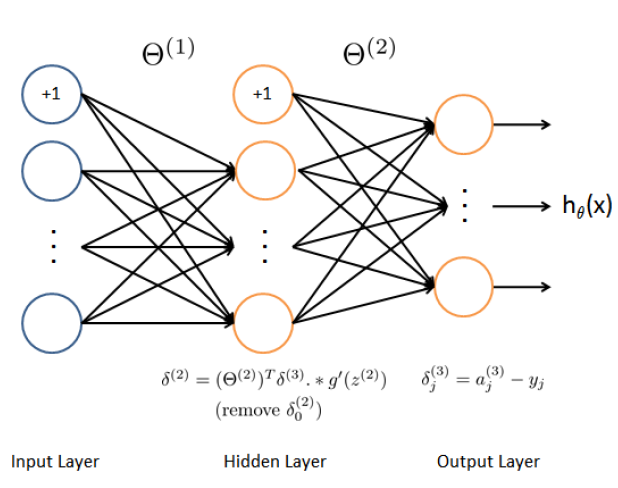 Θ^(1) Θ^(2)
+1 +1
h_θ(x)
δ^(2) = (Θ^(2))^T δ^(3). * g′(z^(2)) δ_j^(3) = a_j^(3) − y_j
(remove δ_0^(2))
Input Layer Hidden Layer Output Layer